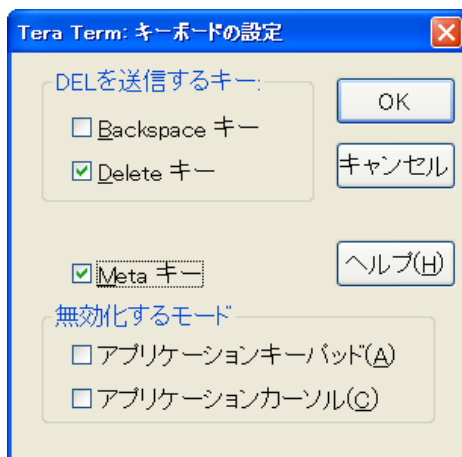 Tera Term: キーボードの設定
DELを送信するキー:
Backspace キー
Delete キー
Meta キー
無効化するモード
アプリケーションキーパッド(A)
アプリケーションカーソル(C)
OK
キャンセル
ヘルプ(H)